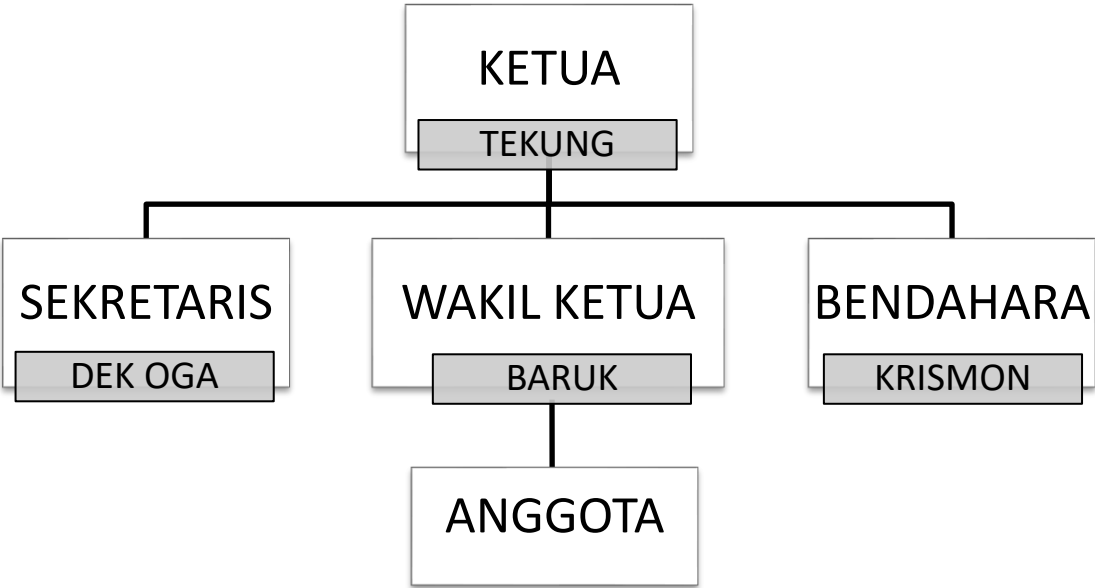 KETUA
TEKUNG
SEKRETARIS
DEK OGA
WAKIL KETUA
BARUK
BENDAHARA
KRISMON
ANGGOTA